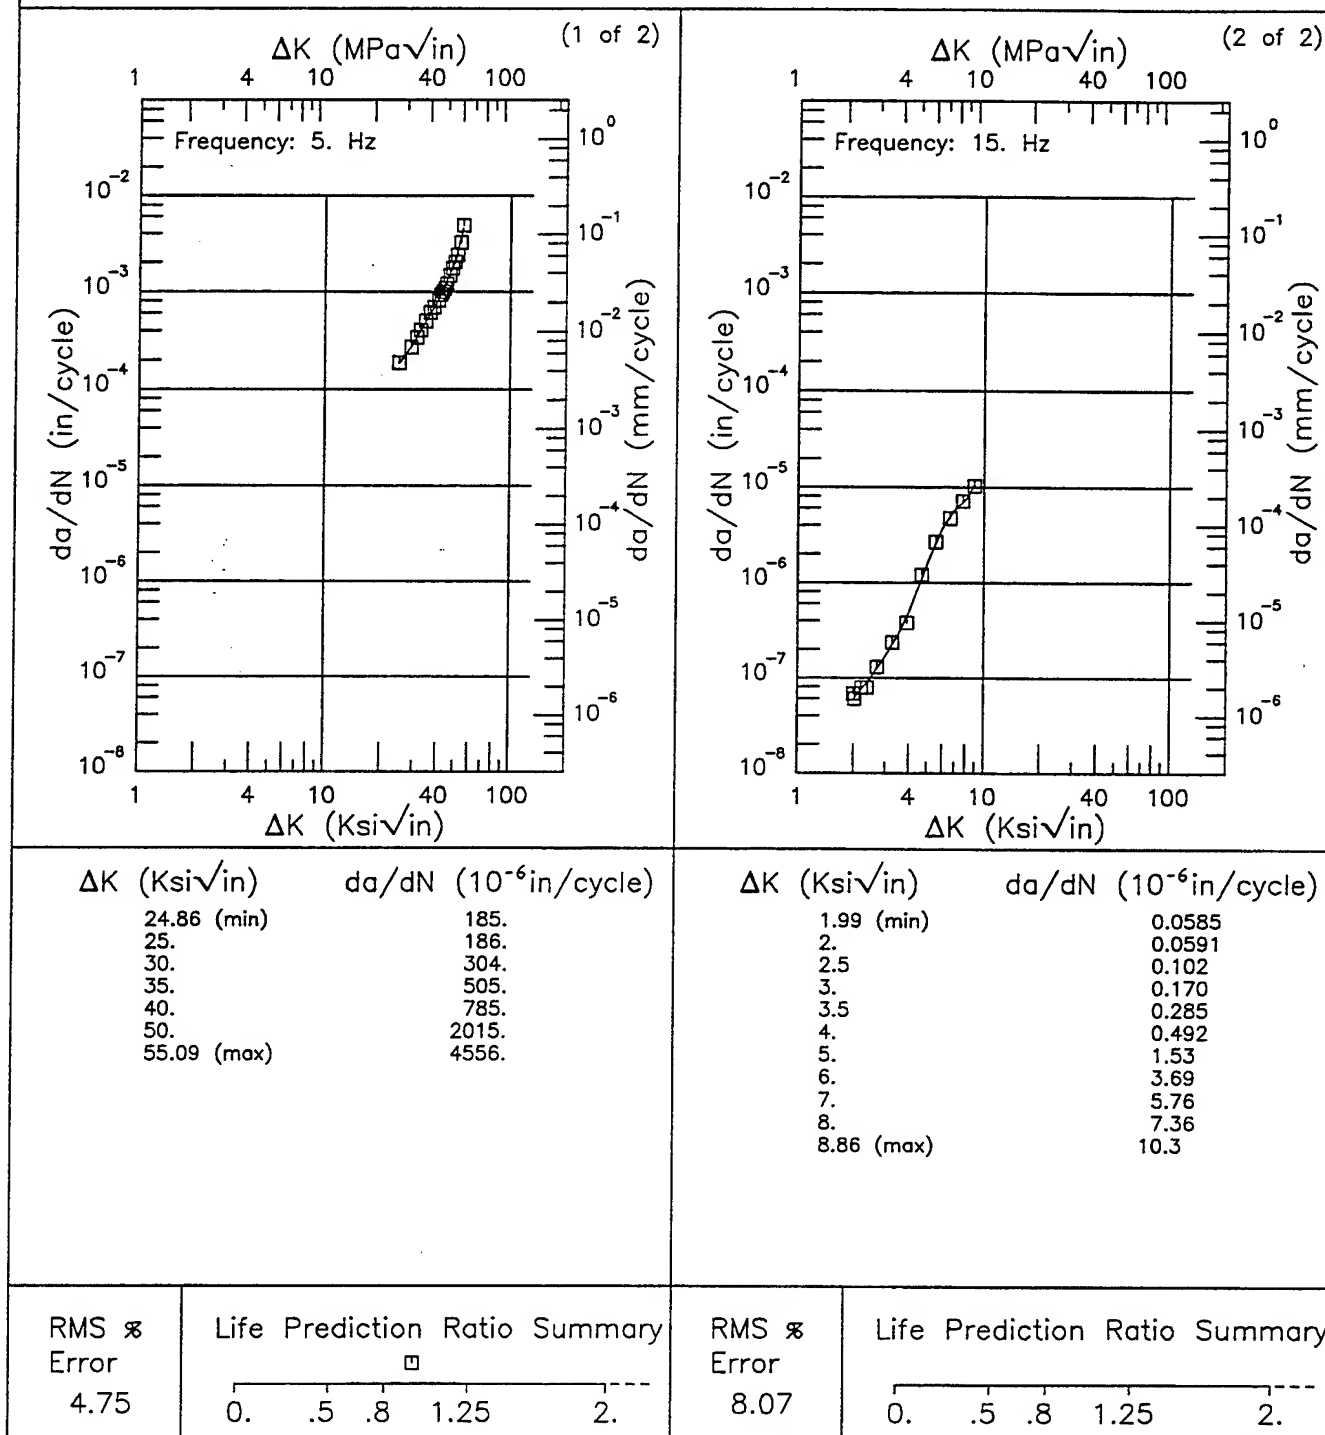 (1 of 2)
ΔK (MPa√in)
1 4 10 40 100
Frequency: 5. Hz
da/dN (in/cycle)
10⁻²
10⁻³
10⁻⁴
10⁻⁵
10⁻⁶
10⁻⁷
10⁻⁸
10⁰
10⁻¹
10⁻²
10⁻³
10⁻⁴
10⁻⁵
10⁻⁶
da/dN (mm/cycle)
1 4 10 40 100
ΔK (Ksi√in)
ΔK (Ksi√in) da/dN (10⁻⁶in/cycle)
24.86 (min) 185.
25. 186.
30. 304.
35. 505.
40. 785.
50. 2015.
55.09 (max) 4556.
RMS % Error
4.75
Life Prediction Ratio Summary
0. .5 .8 1.25 2.
(2 of 2)
ΔK (MPa√in)
1 4 10 40 100
Frequency: 15. Hz
da/dN (in/cycle)
10⁻²
10⁻³
10⁻⁴
10⁻⁵
10⁻⁶
10⁻⁷
10⁻⁸
10⁰
10⁻¹
10⁻²
10⁻³
10⁻⁴
10⁻⁵
10⁻⁶
da/dN (mm/cycle)
1 4 10 40 100
ΔK (Ksi√in)
ΔK (Ksi√in) da/dN (10⁻⁶in/cycle)
1.99 (min) 0.0585
2. 0.0591
2.5 0.102
3. 0.170
3.5 0.285
4. 0.492
5. 1.53
6. 3.69
7. 5.76
8. 7.36
8.86 (max) 10.3
RMS % Error
8.07
Life Prediction Ratio Summary
0. .5 .8 1.25 2.